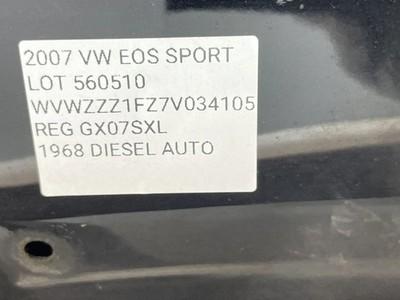 2007 VW EOS SPORT
LOT 560510
WVWZZZ1FZ7V034105
REG GX07SXL
1968 DIESEL AUTO